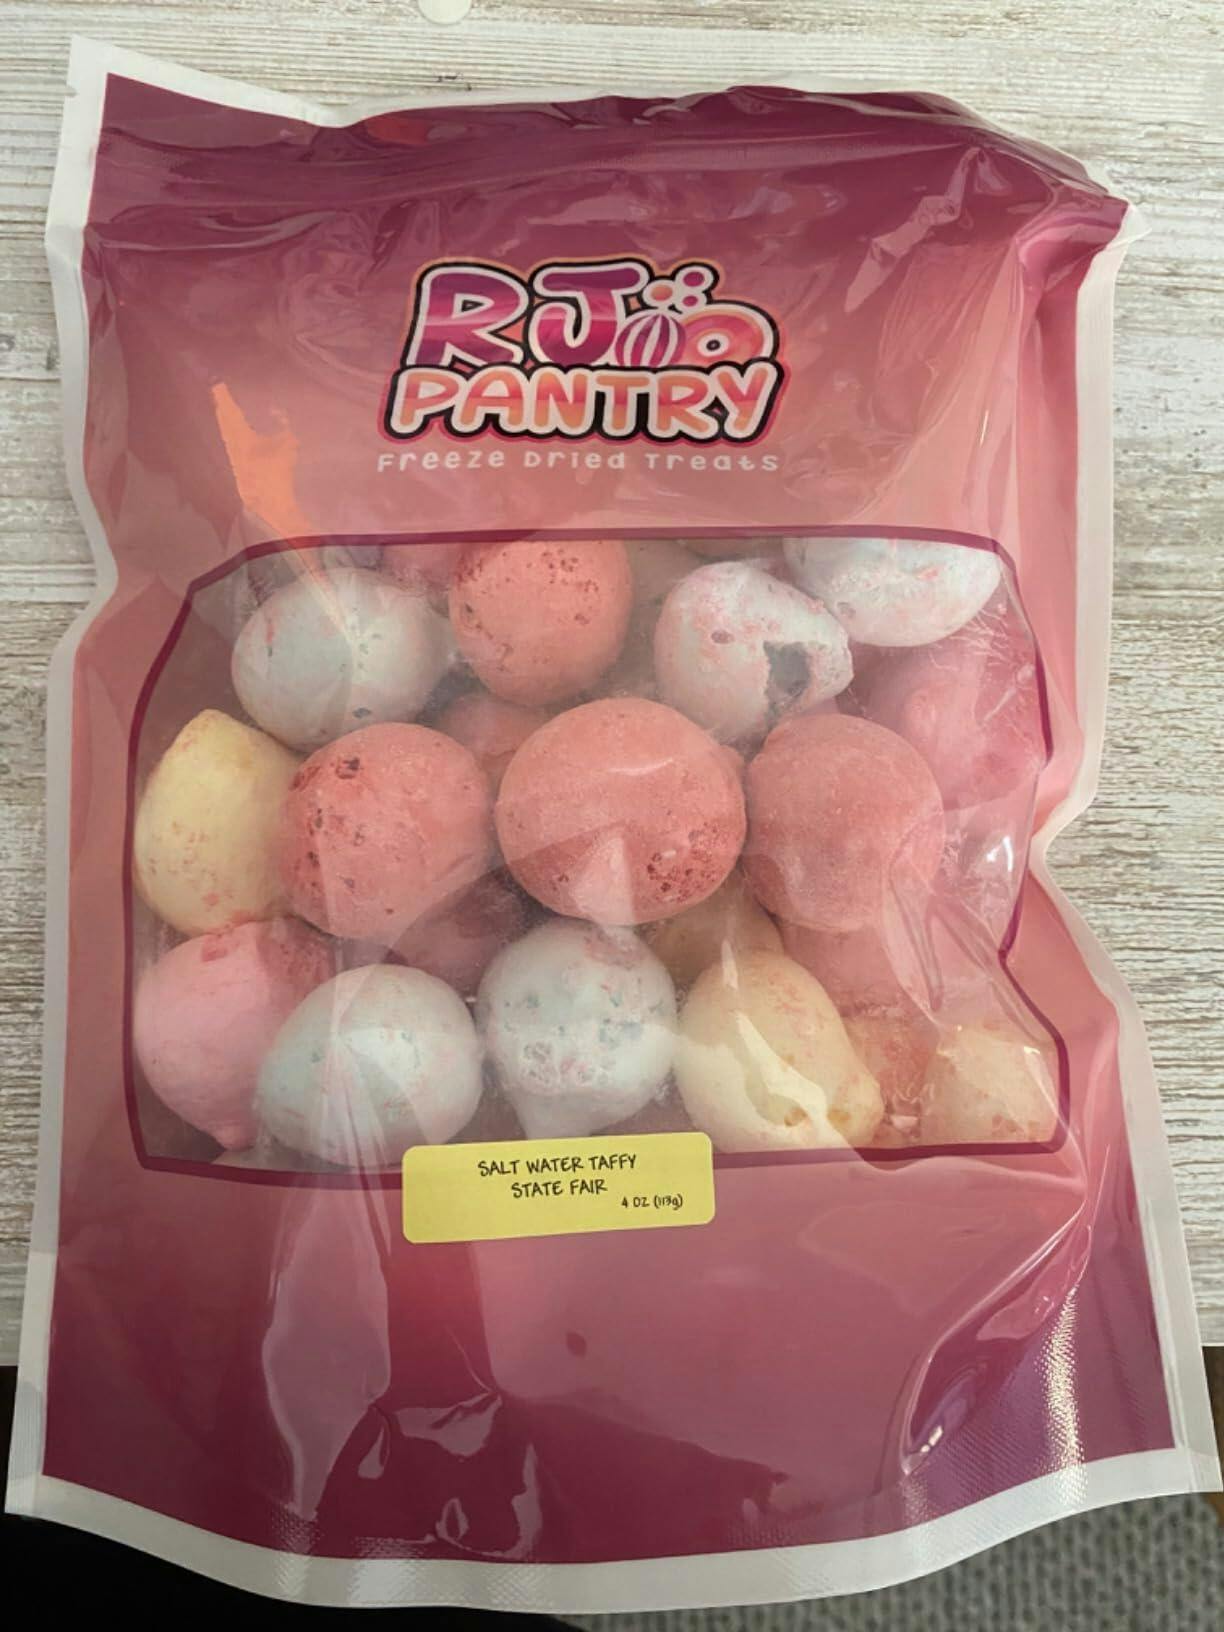 RJ
PANTRY
Freeze Dried Treats
SALT WATER TAFFY
STATE FAIR
4 OZ (113g)